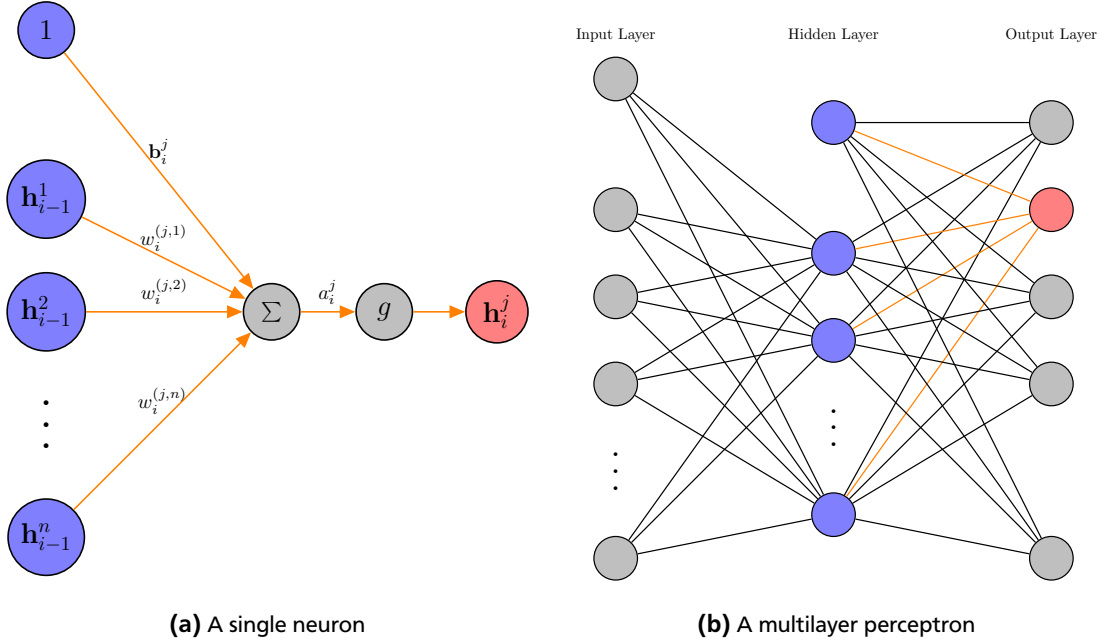 1
𝐛_i^j
𝐡_{i−1}^1
w_i^{(j,1)}
𝐡_{i−1}^2
w_i^{(j,2)}
Σ
a_i^j
g
𝐡_i^j
w_i^{(j,n)}
𝐡_{i−1}^n
(a) A single neuron
Input Layer
Hidden Layer
Output Layer
(b) A multilayer perceptron